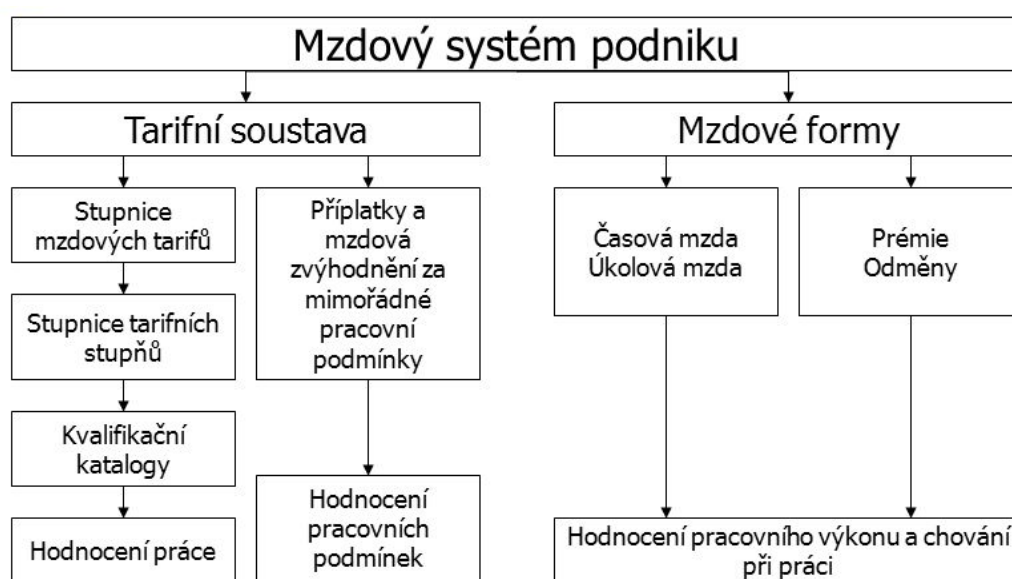 Mzdový systém podniku
Tarifní soustava
Mzdové formy
Stupnice
mzdových tarifů
Příplatky a
mzdová
zvýhodnění za
mimořádné
pracovní
podmínky
Časová mzda
Úkolová mzda
Prémie
Odměny
Stupnice tarifních
stupňů
Kvalifikační
katalogy
Hodnocení práce
Hodnocení
pracovních
podmínek
Hodnocení pracovního výkonu a chování
při práci